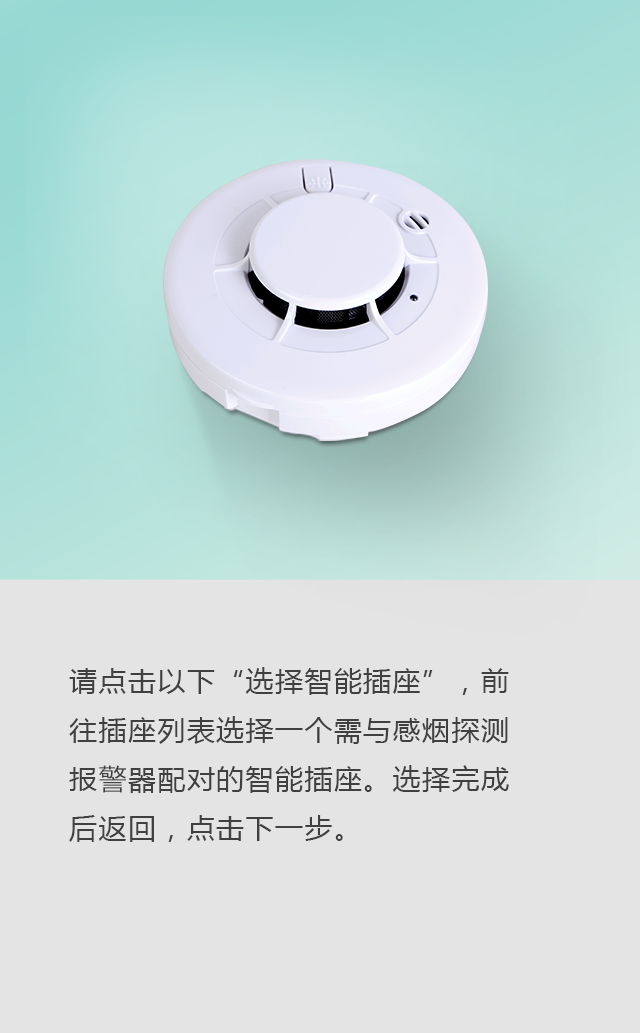 请点击以下“选择智能插座”，前
往插座列表选择一个需与感烟探测
报警器配对的智能插座。选择完成
后返回，点击下一步。